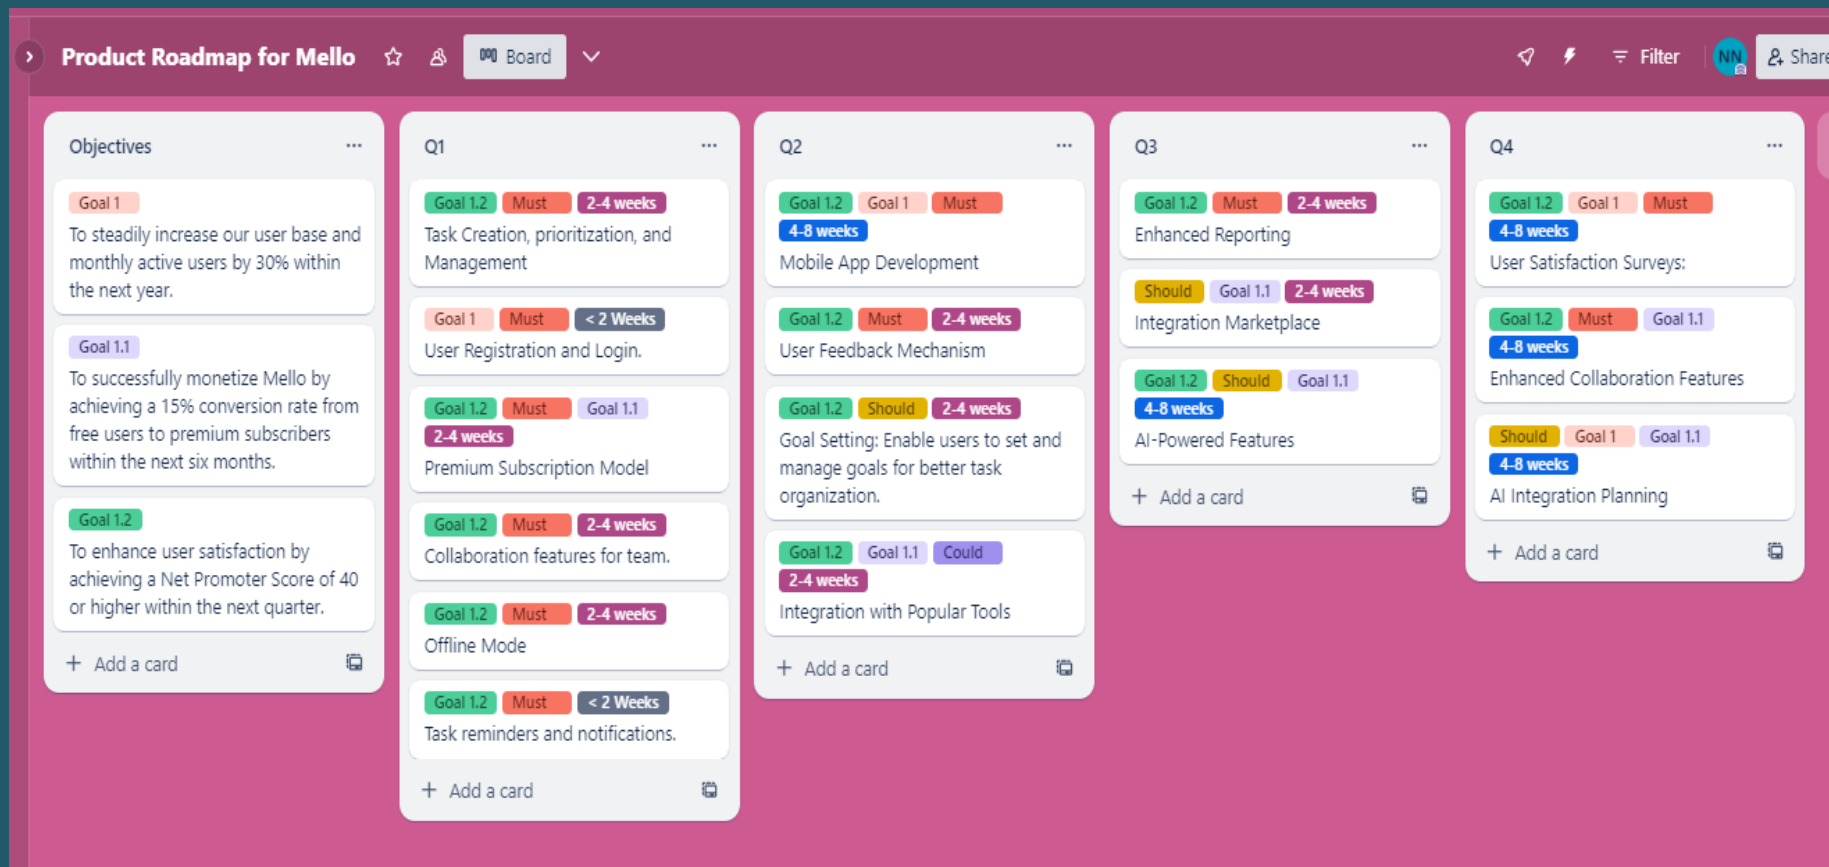 Product Roadmap for Mello
Board
Filter
NN
Share
Objectives
Goal 1
To steadily increase our user base and
monthly active users by 30% within
the next year.
Goal 1.1
To successfully monetize Mello by
achieving a 15% conversion rate from
free users to premium subscribers
within the next six months.
Goal 1.2
To enhance user satisfaction by
achieving a Net Promoter Score of 40
or higher within the next quarter.
+ Add a card
Q1
Goal 1.2 Must 2-4 weeks
Task Creation, prioritization, and
Management
Goal 1 Must < 2 Weeks
User Registration and Login.
Goal 1.2 Must Goal 1.1
2-4 weeks
Premium Subscription Model
Goal 1.2 Must 2-4 weeks
Collaboration features for team.
Goal 1.2 Must 2-4 weeks
Offline Mode
Goal 1.2 Must < 2 Weeks
Task reminders and notifications.
+ Add a card
Q2
Goal 1.2 Goal 1 Must
4-8 weeks
Mobile App Development
Goal 1.2 Must 2-4 weeks
User Feedback Mechanism
Goal 1.2 Should 2-4 weeks
Goal Setting: Enable users to set and
manage goals for better task
organization.
Goal 1.2 Goal 1.1 Could
2-4 weeks
Integration with Popular Tools
+ Add a card
Q3
Goal 1.2 Must 2-4 weeks
Enhanced Reporting
Should Goal 1.1 2-4 weeks
Integration Marketplace
Goal 1.2 Should Goal 1.1
4-8 weeks
AI-Powered Features
+ Add a card
Q4
Goal 1.2 Goal 1 Must
4-8 weeks
User Satisfaction Surveys:
Goal 1.2 Must Goal 1.1
4-8 weeks
Enhanced Collaboration Features
Should Goal 1 Goal 1.1
4-8 weeks
AI Integration Planning
+ Add a card